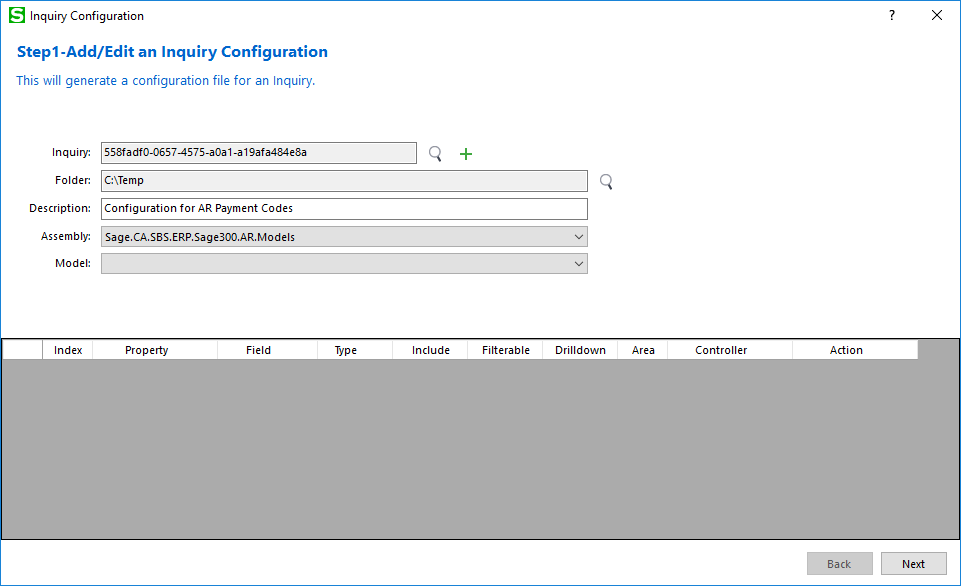 S Inquiry Configuration ?
Step1-Add/Edit an Inquiry Configuration
This will generate a configuration file for an Inquiry.
Inquiry: 558fadf0-0657-4575-a0a1-a19afa484e8a
Folder: C:\Temp
Description: Configuration for AR Payment Codes
Assembly: Sage.CA.SBS.ERP.Sage300.AR.Models
Model:
Index Property Field Type Include Filterable Drilldown Area Controller Action
Back Next